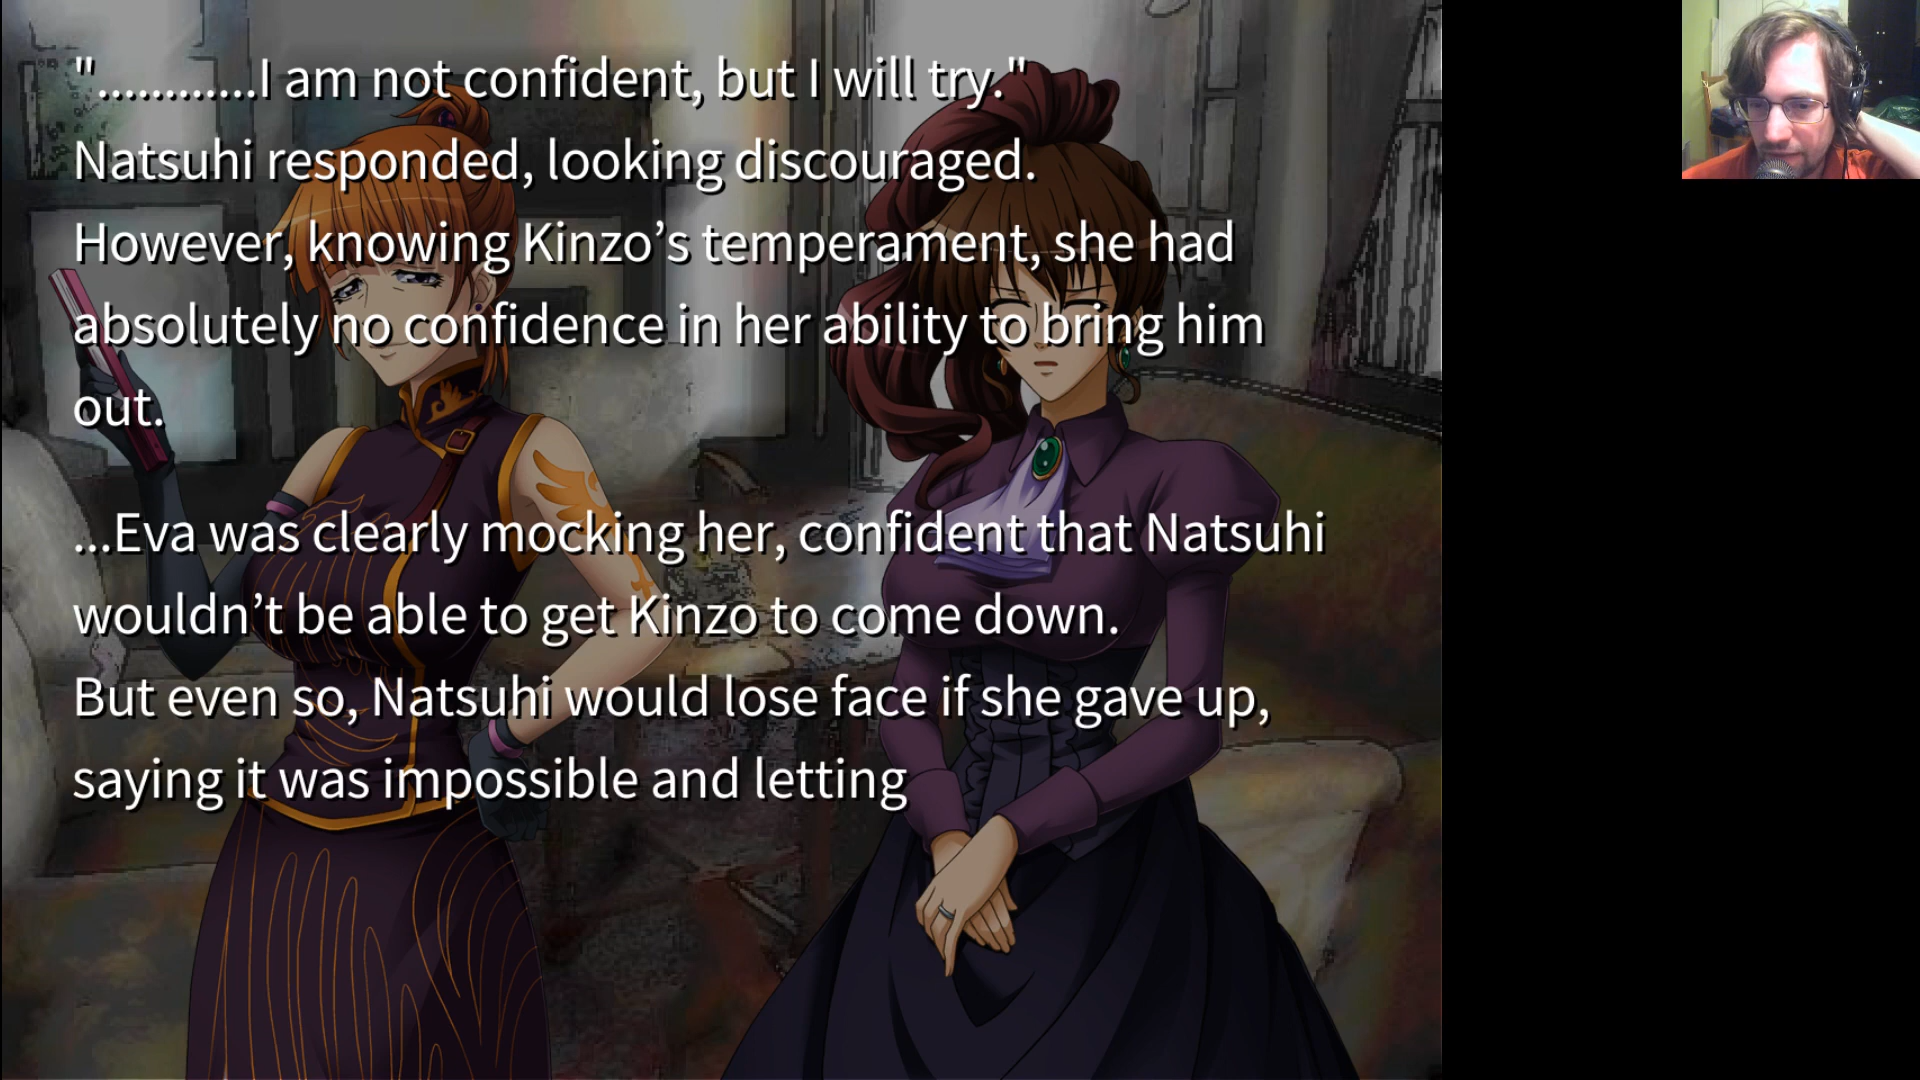 "............I am not confident, but I will try."
Natsuhi responded, looking discouraged.
However, knowing Kinzo’s temperament, she had
absolutely no confidence in her ability to bring him
out.
...Eva was clearly mocking her, confident that Natsuhi
wouldn’t be able to get Kinzo to come down.
But even so, Natsuhi would lose face if she gave up,
saying it was impossible and letting